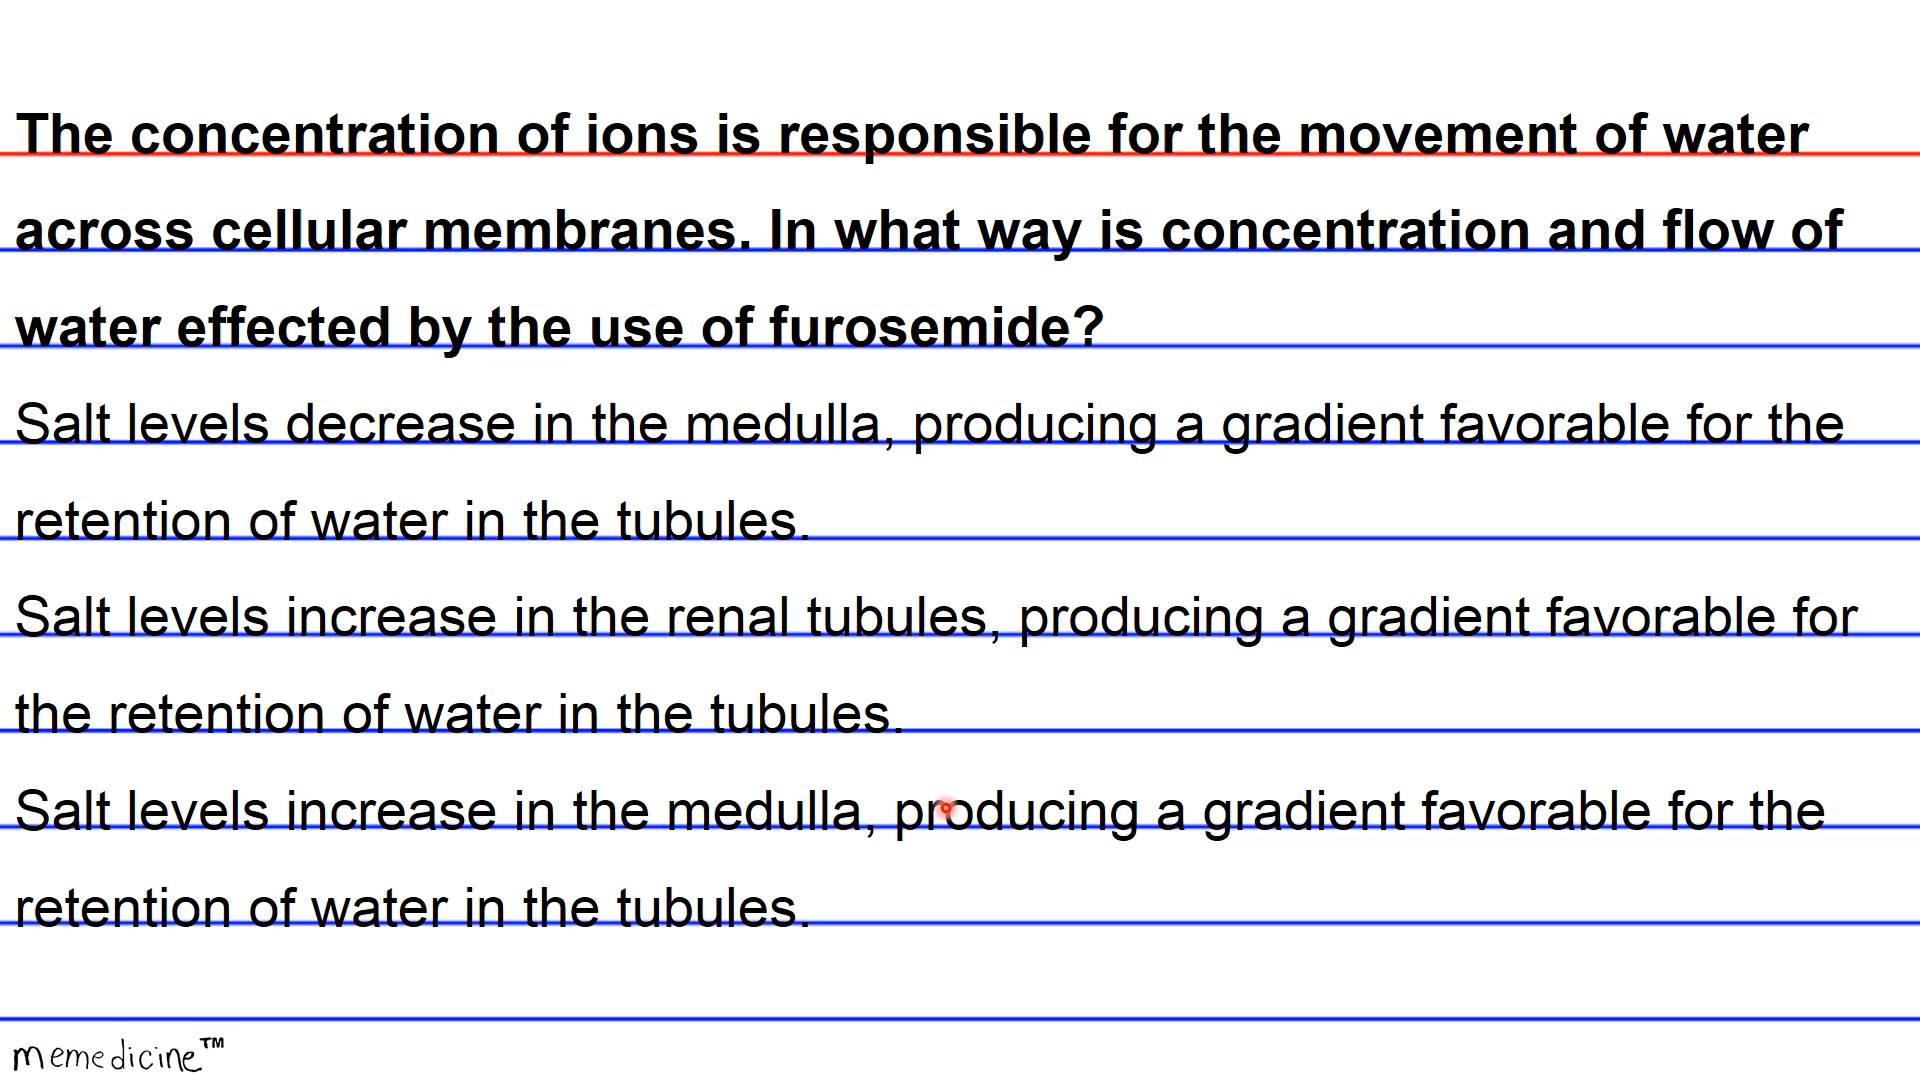 The concentration of ions is responsible for the movement of water
across cellular membranes. In what way is concentration and flow of
water effected by the use of furosemide?
Salt levels decrease in the medulla, producing a gradient favorable for the
retention of water in the tubules.
Salt levels increase in the renal tubules, producing a gradient favorable for
the retention of water in the tubules.
Salt levels increase in the medulla, producing a gradient favorable for the
retention of water in the tubules.
memedicine™